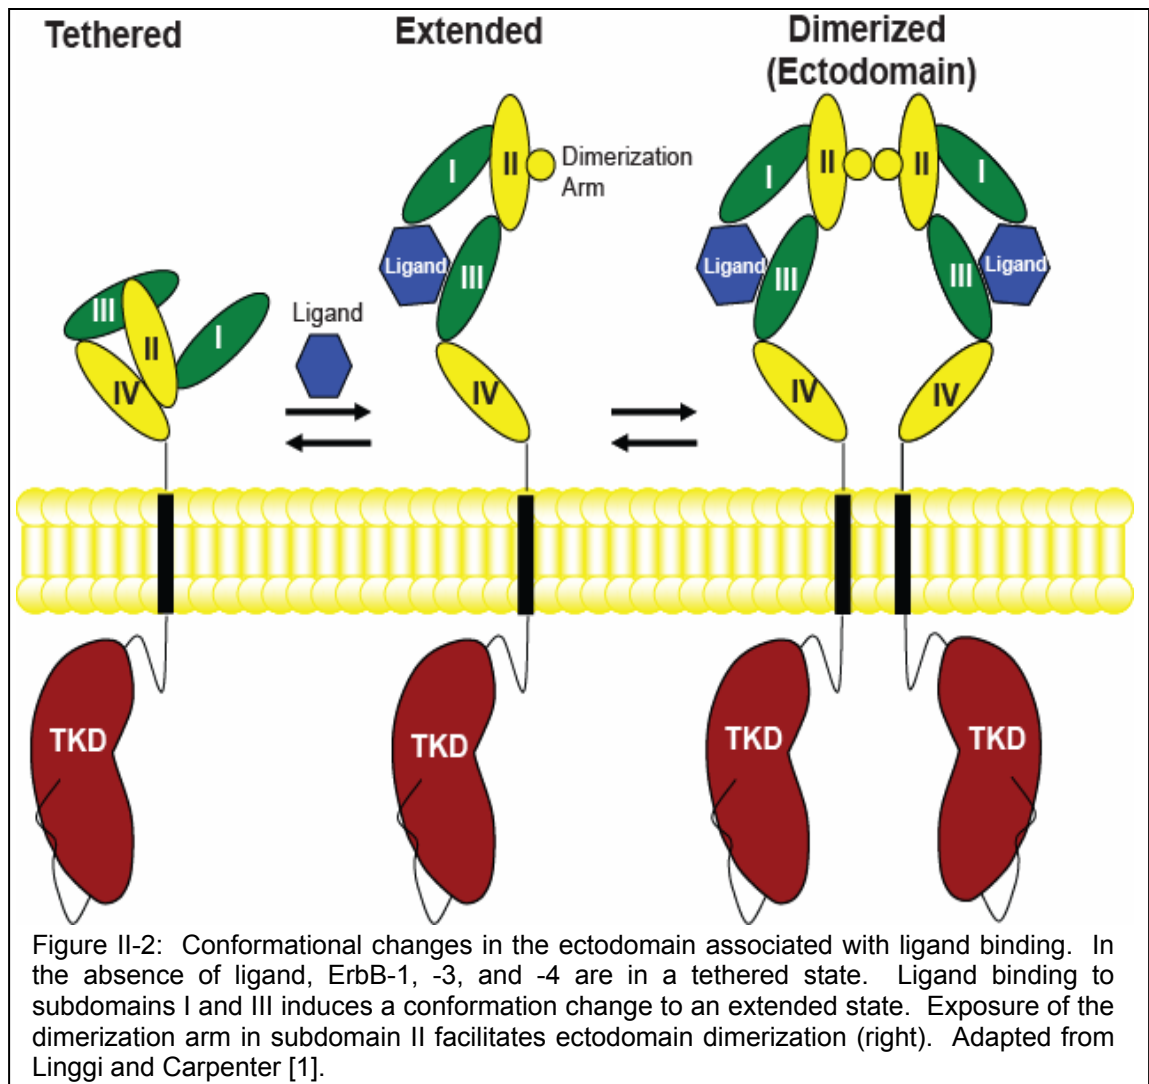 Tethered
Extended
Dimerized
(Ectodomain)
I
II
Dimerization
Arm
Ligand
III
IV
I
II
II
I
Ligand
III
III
Ligand
IV
IV
III
II
I
IV
Ligand
TKD
TKD
TKD
TKD
Figure II-2: Conformational changes in the ectodomain associated with ligand binding. In
the absence of ligand, ErbB-1, -3, and -4 are in a tethered state. Ligand binding to
subdomains I and III induces a conformation change to an extended state. Exposure of the
dimerization arm in subdomain II facilitates ectodomain dimerization (right). Adapted from
Linggi and Carpenter [1].